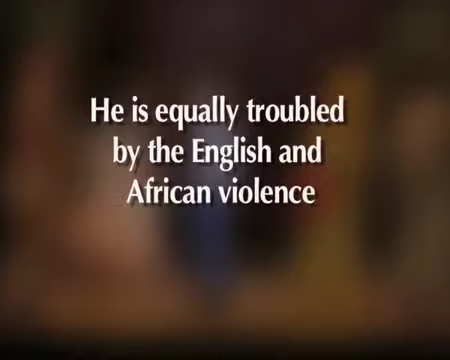 He is equally troubled
by the English and
African violence